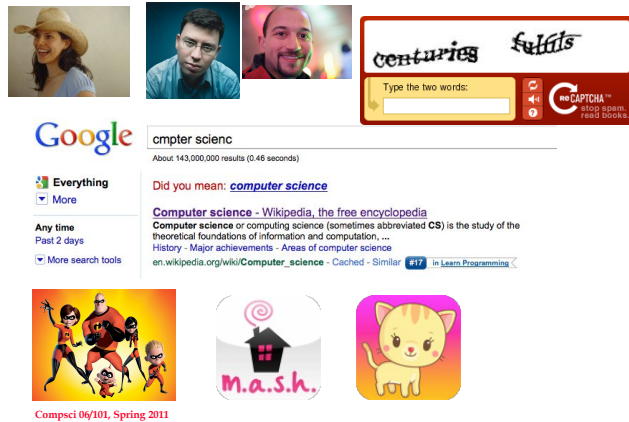 centuries fulfils
Type the two words:
ReCAPTCHA™
stop spam.
read books.
Google
cmpter scienc
About 143,000,000 results (0.46 seconds)
Everything
More
Did you mean: computer science
Any time
Past 2 days
More search tools
Computer science - Wikipedia, the free encyclopedia
Computer science or computing science (sometimes abbreviated CS) is the study of the
theoretical foundations of information and computation, ...
History - Major achievements - Areas of computer science
en.wikipedia.org/wiki/Computer_science - Cached - Similar #17 in Learn Programming
m.a.s.h.
Compsci 06/101, Spring 2011